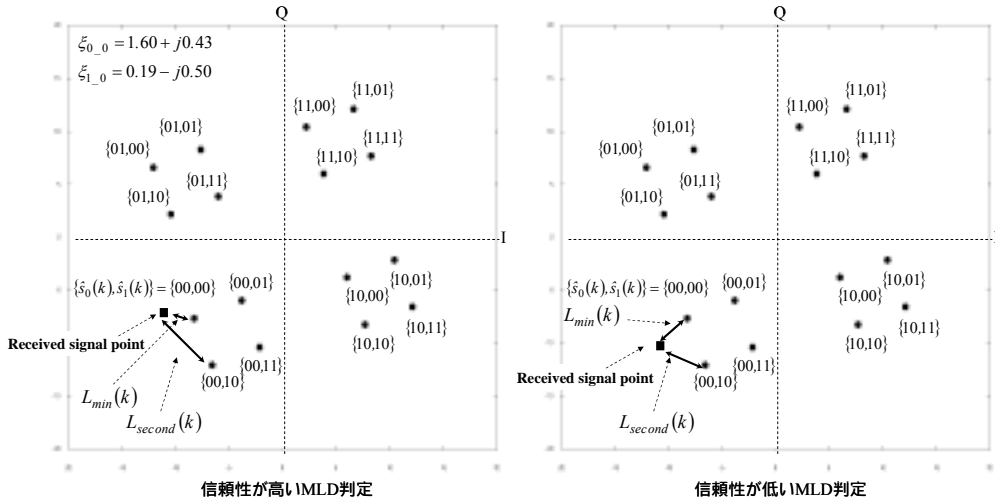 Q
ξ0_0 = 1.60 + j0.43
ξ1_0 = 0.19 − j0.50
{11,01}
{11,00}
{01,01}
{11,11}
{01,00}
{11,10}
{01,11}
{01,10}
I
{ŝ0(k),ŝ1(k)} = {00,00}
{00,01}
{10,01}
{10,00}
{10,11}
{10,10}
Received signal point
{00,11}
{00,10}
Lmin(k)
Lsecond(k)
信頼性が高いMLD判定
Q
{11,01}
{11,00}
{01,01}
{11,11}
{01,00}
{11,10}
{01,11}
{01,10}
{ŝ0(k),ŝ1(k)} = {00,00}
{00,01}
{10,01}
{10,00}
Lmin(k)
{10,11}
{10,10}
{00,11}
Received signal point
{00,10}
Lsecond(k)
信頼性が低いMLD判定